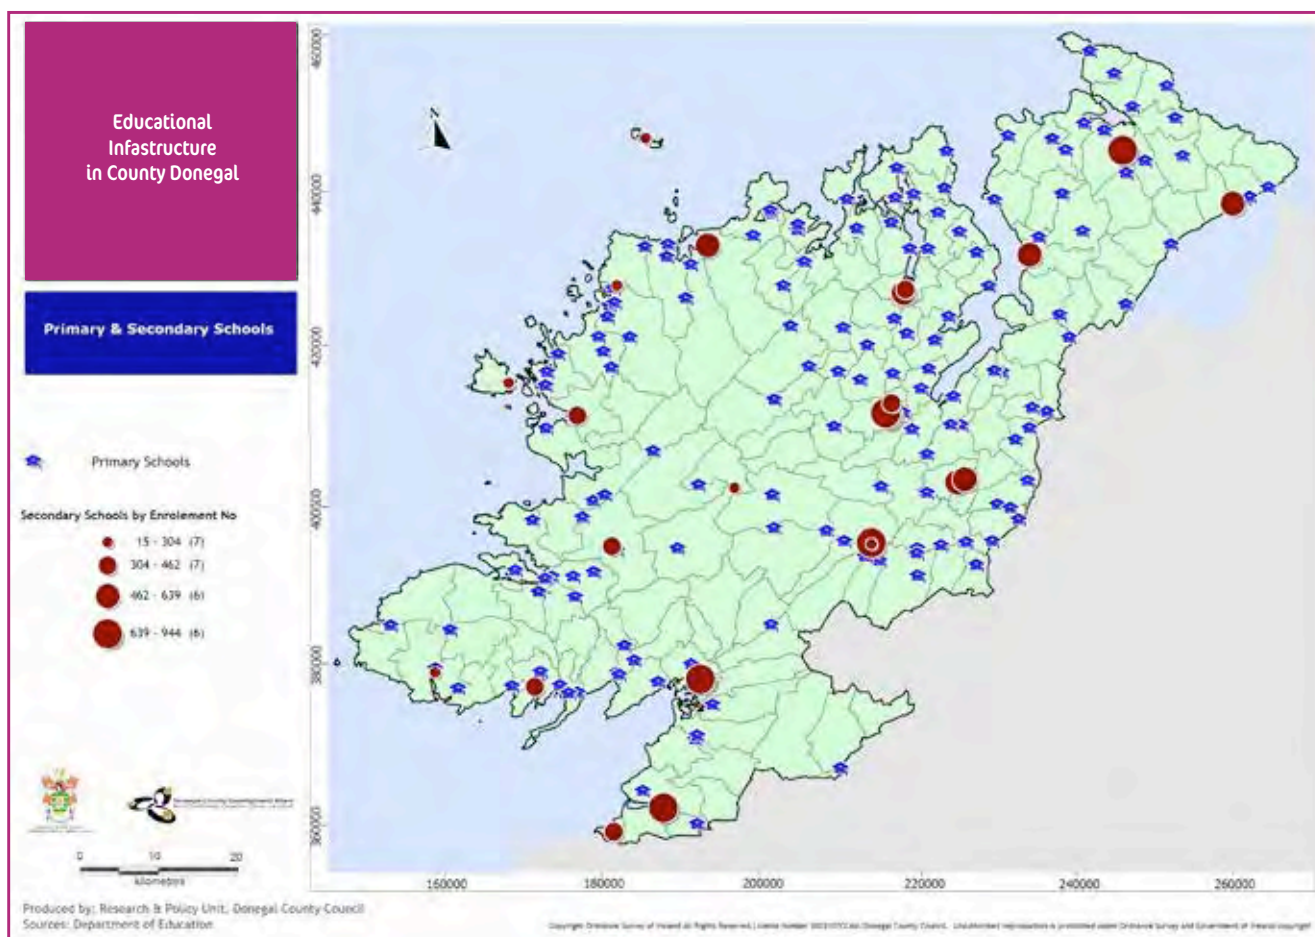 Educational
Infastructure
in County Donegal
Primary & Secondary Schools
Primary Schools
Secondary Schools by Enrolement No
15 - 304 (7)
304 - 462 (7)
462 - 639 (6)
639 - 944 (6)
0 10 20
kilometres
Produced by: Research & Policy Unit, Donegal County Council
Sources: Department of Education
N
460000
440000
420000
400000
380000
360000
160000 180000 200000 220000 240000 260000